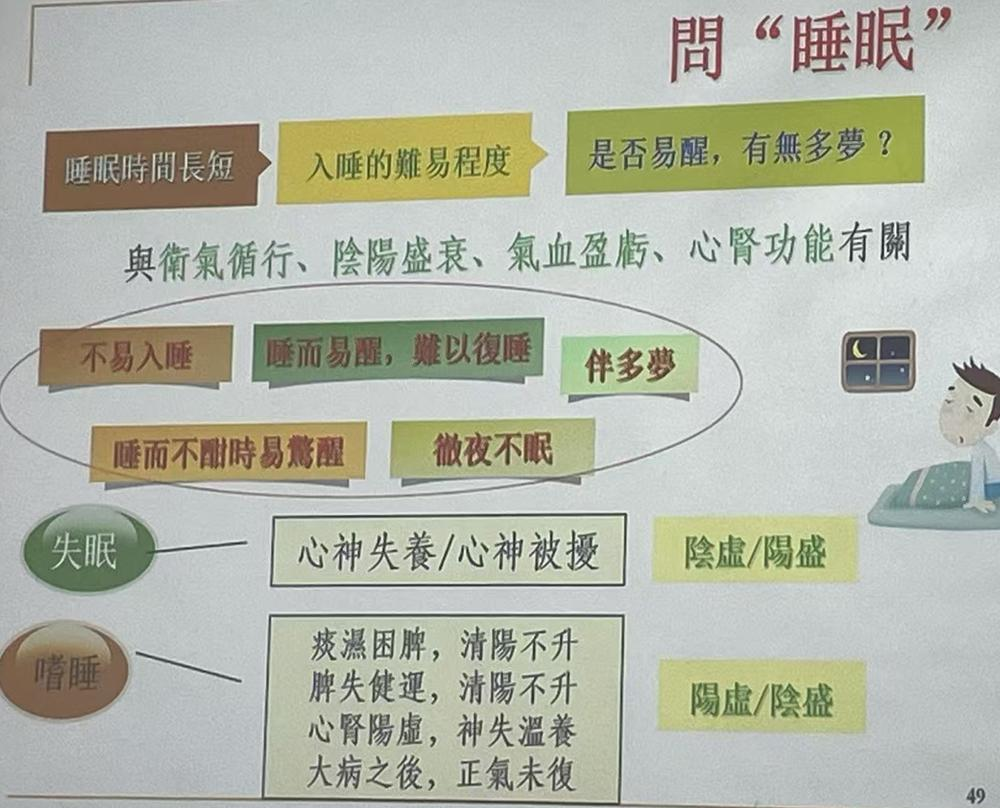 問“睡眠”
睡眠時間長短
入睡的難易程度
是否易醒，有無多夢？
與衛氣循行、陰陽盛衰、氣血盈虧、心腎功能有關
不易入睡
睡而易醒，難以復睡
伴多夢
睡而不酣時易驚醒
徹夜不眠
失眠
心神失養/心神被擾
陰虛/陽盛
嗜睡
痰濕困脾，清陽不升
脾失健運，清陽不升
心腎陽虛，神失溫養
大病之後，正氣未復
陽虛/陰盛
49